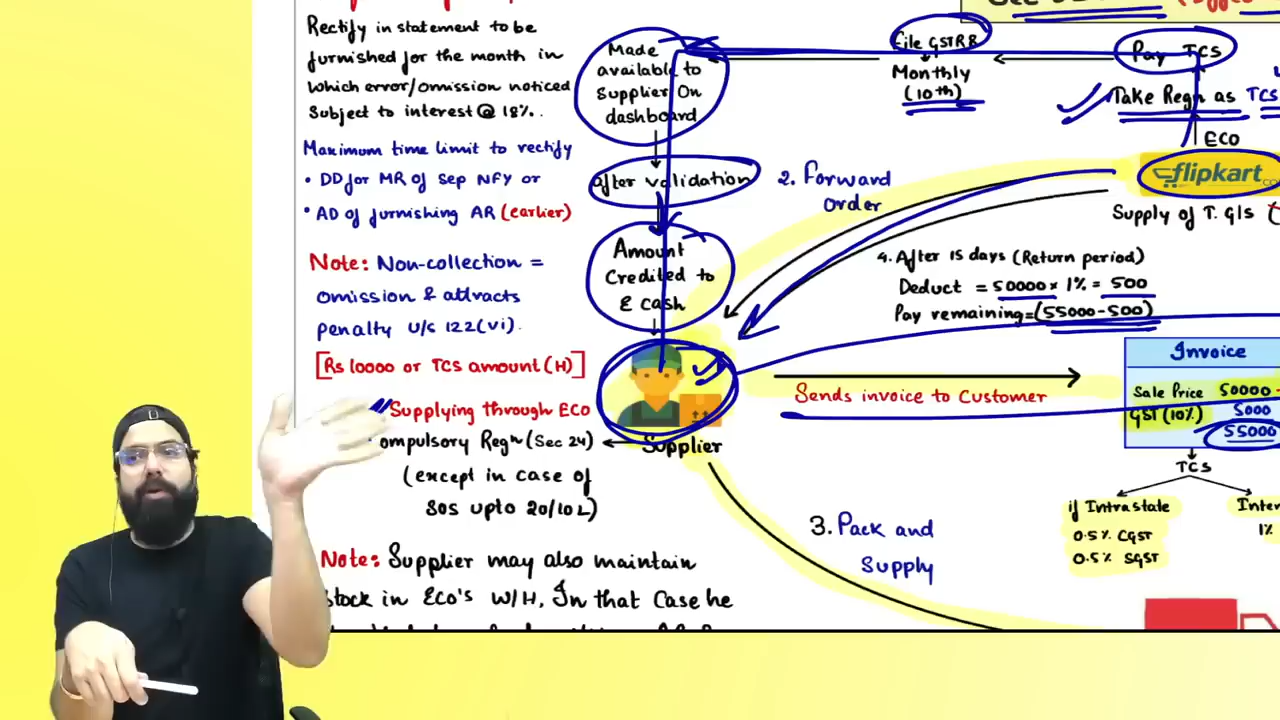 Rectify in statement to be
furnished for the month in
which error/omission noticed
Subject to interest @ 18%.
Maximum time limit to rectify
• DD for MR of Sep NFY or
• AD of furnishing AR (earlier)
Note: Non-collection =
omission & attracts
penalty u/s 122(vi).
[Rs 10000 or TCS amount (H)]
Supplying through ECO
ompulsory Regn (Sec 24)
(except in case of
SOS upto 20/10 L)
Note: Supplier may also maintain
stock in Eco's W/H, In that case he
Made
available to
Supplier On
dashboard
After validation
Amount
Credited to
E cash
Supplier
File GSTR8
Monthly
(10th)
Pay TCS
Take Regn as TCS
ECO
flipkart
Supply of T. G/S
2. Forward
order
4. After 15 days (Return period)
Deduct = 50000 x 1% = 500
Pay remaining = (55000-500)
Sends invoice to Customer
Invoice
Sale Price 50000
GST (10%) 5000
55000
TCS
if Intrastate
0.5% CGST
0.5% SGST
Inter
1%
3. Pack and
Supply